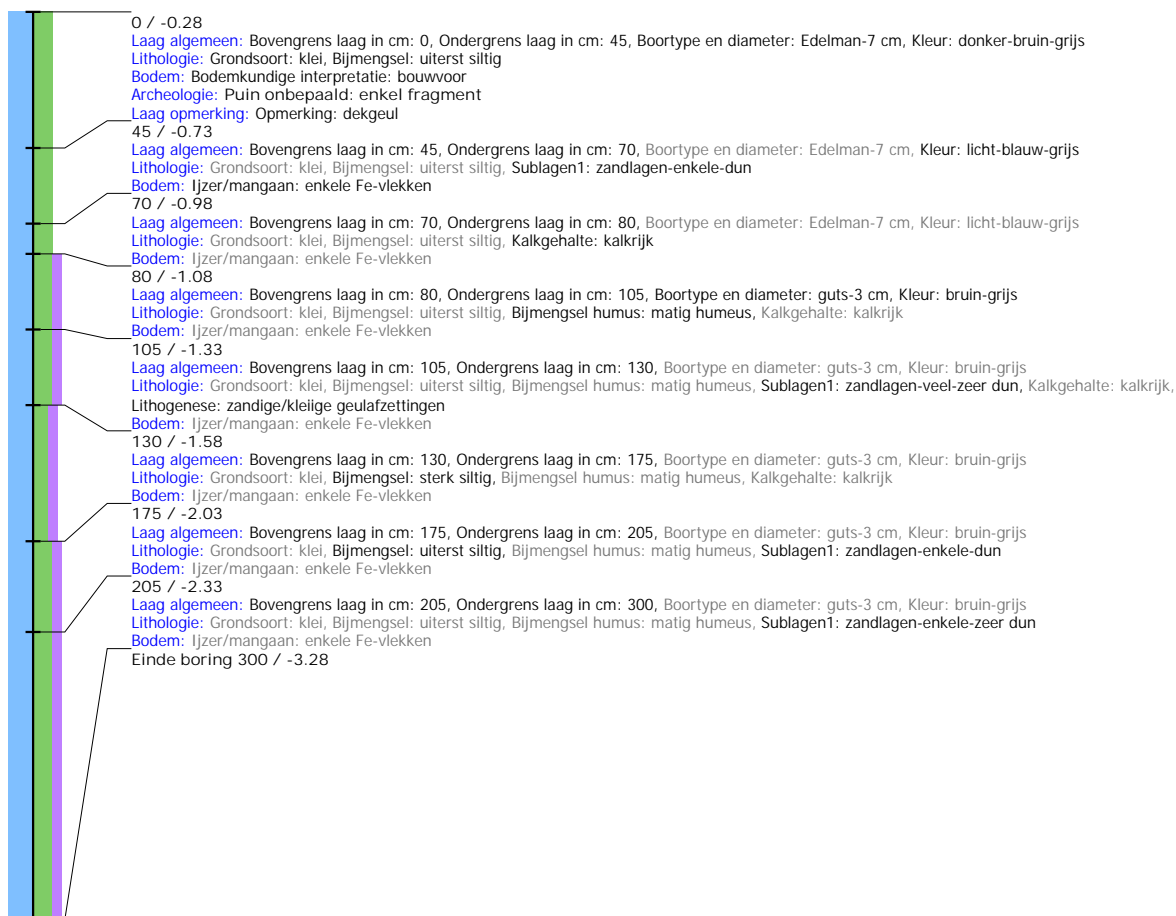 0 / -0.28
Laag algemeen: Bovengrens laag in cm: 0, Ondergrens laag in cm: 45, Boortype en diameter: Edelman-7 cm, Kleur: donker-bruin-grijs
Lithologie: Grondsoort: klei, Bijmengsel: uiterst siltig
Bodem: Bodemkundige interpretatie: bouwvoor
Archeologie: Puin onbepaald: enkel fragment
Laag opmerking: Opmerking: dekgeul
45 / -0.73
Laag algemeen: Bovengrens laag in cm: 45, Ondergrens laag in cm: 70, Boortype en diameter: Edelman-7 cm, Kleur: licht-blauw-grijs
Lithologie: Grondsoort: klei, Bijmengsel: uiterst siltig, Sublagen1: zandlagen-enkele-dun
Bodem: Ijzer/mangaan: enkele Fe-vlekken
70 / -0.98
Laag algemeen: Bovengrens laag in cm: 70, Ondergrens laag in cm: 80, Boortype en diameter: Edelman-7 cm, Kleur: licht-blauw-grijs
Lithologie: Grondsoort: klei, Bijmengsel: uiterst siltig, Kalkgehalte: kalkrijk
Bodem: Ijzer/mangaan: enkele Fe-vlekken
80 / -1.08
Laag algemeen: Bovengrens laag in cm: 80, Ondergrens laag in cm: 105, Boortype en diameter: guts-3 cm, Kleur: bruin-grijs
Lithologie: Grondsoort: klei, Bijmengsel: uiterst siltig, Bijmengsel humus: matig humeus, Kalkgehalte: kalkrijk
Bodem: Ijzer/mangaan: enkele Fe-vlekken
105 / -1.33
Laag algemeen: Bovengrens laag in cm: 105, Ondergrens laag in cm: 130, Boortype en diameter: guts-3 cm, Kleur: bruin-grijs
Lithologie: Grondsoort: klei, Bijmengsel: uiterst siltig, Bijmengsel humus: matig humeus, Sublagen1: zandlagen-veel-zeer dun, Kalkgehalte: kalkrijk,
Lithogenese: zandige/kleiige geulafzettingen
Bodem: Ijzer/mangaan: enkele Fe-vlekken
130 / -1.58
Laag algemeen: Bovengrens laag in cm: 130, Ondergrens laag in cm: 175, Boortype en diameter: guts-3 cm, Kleur: bruin-grijs
Lithologie: Grondsoort: klei, Bijmengsel: sterk siltig, Bijmengsel humus: matig humeus, Kalkgehalte: kalkrijk
Bodem: Ijzer/mangaan: enkele Fe-vlekken
175 / -2.03
Laag algemeen: Bovengrens laag in cm: 175, Ondergrens laag in cm: 205, Boortype en diameter: guts-3 cm, Kleur: bruin-grijs
Lithologie: Grondsoort: klei, Bijmengsel: uiterst siltig, Bijmengsel humus: matig humeus, Sublagen1: zandlagen-enkele-dun
Bodem: Ijzer/mangaan: enkele Fe-vlekken
205 / -2.33
Laag algemeen: Bovengrens laag in cm: 205, Ondergrens laag in cm: 300, Boortype en diameter: guts-3 cm, Kleur: bruin-grijs
Lithologie: Grondsoort: klei, Bijmengsel: uiterst siltig, Bijmengsel humus: matig humeus, Sublagen1: zandlagen-enkele-zeer dun
Bodem: Ijzer/mangaan: enkele Fe-vlekken
Einde boring 300 / -3.28